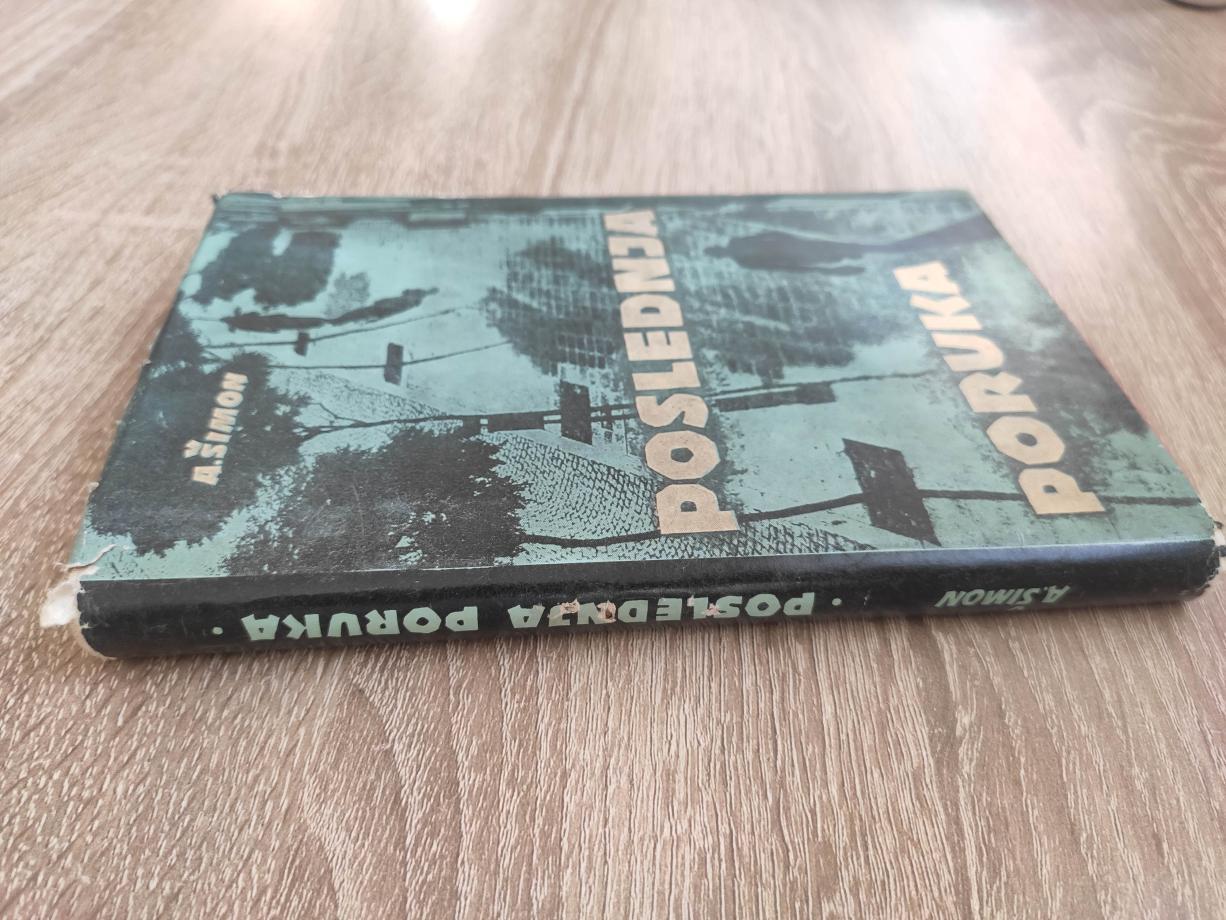 POSLEDNJA
PORUKA
A.ŠIMON
· POSLEDNJA PORUKA ·
A.ŠIMON